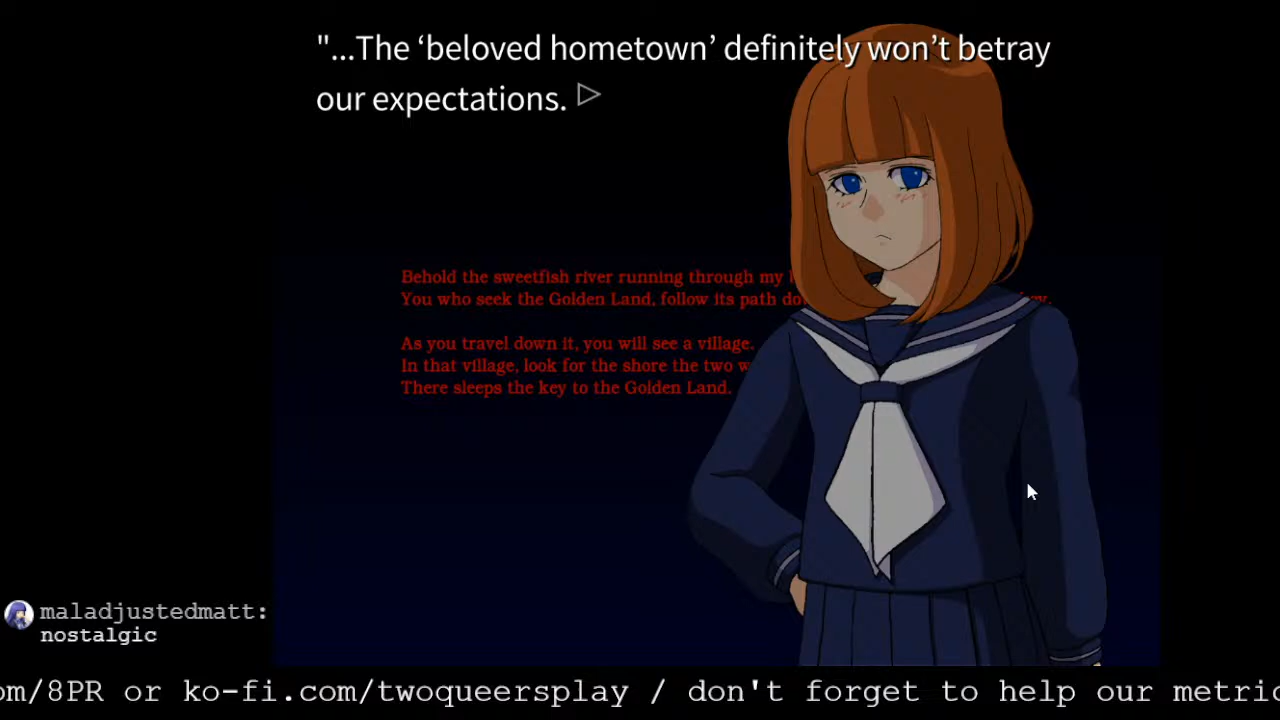 "...The ‘beloved hometown’ definitely won’t betray
our expectations.
Behold the sweetfish river running through my
You who seek the Golden Land, follow its path
As you travel down it, you will see a village.
In that village, look for the shore the two
There sleeps the key to the Golden Land.
maladjustedmatt:
nostalgic
om/8PR or ko-fi.com/twoqueersplay / don't forget to help our metric